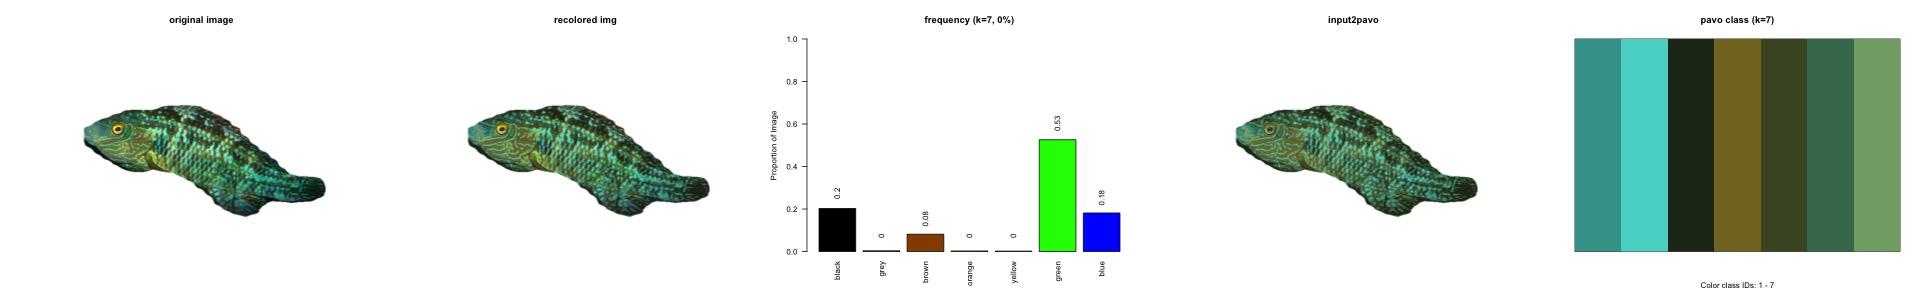 original image
recolored img
frequency (k=7, 0%)
input2pavo
pavo class (k=7)
Proportion of Image
1.0
0.8
0.6
0.4
0.2
0.0
0.2
0
0.08
0
0
0.53
0.18
black
grey
brown
orange
yellow
green
blue
Color class IDs: 1 - 7